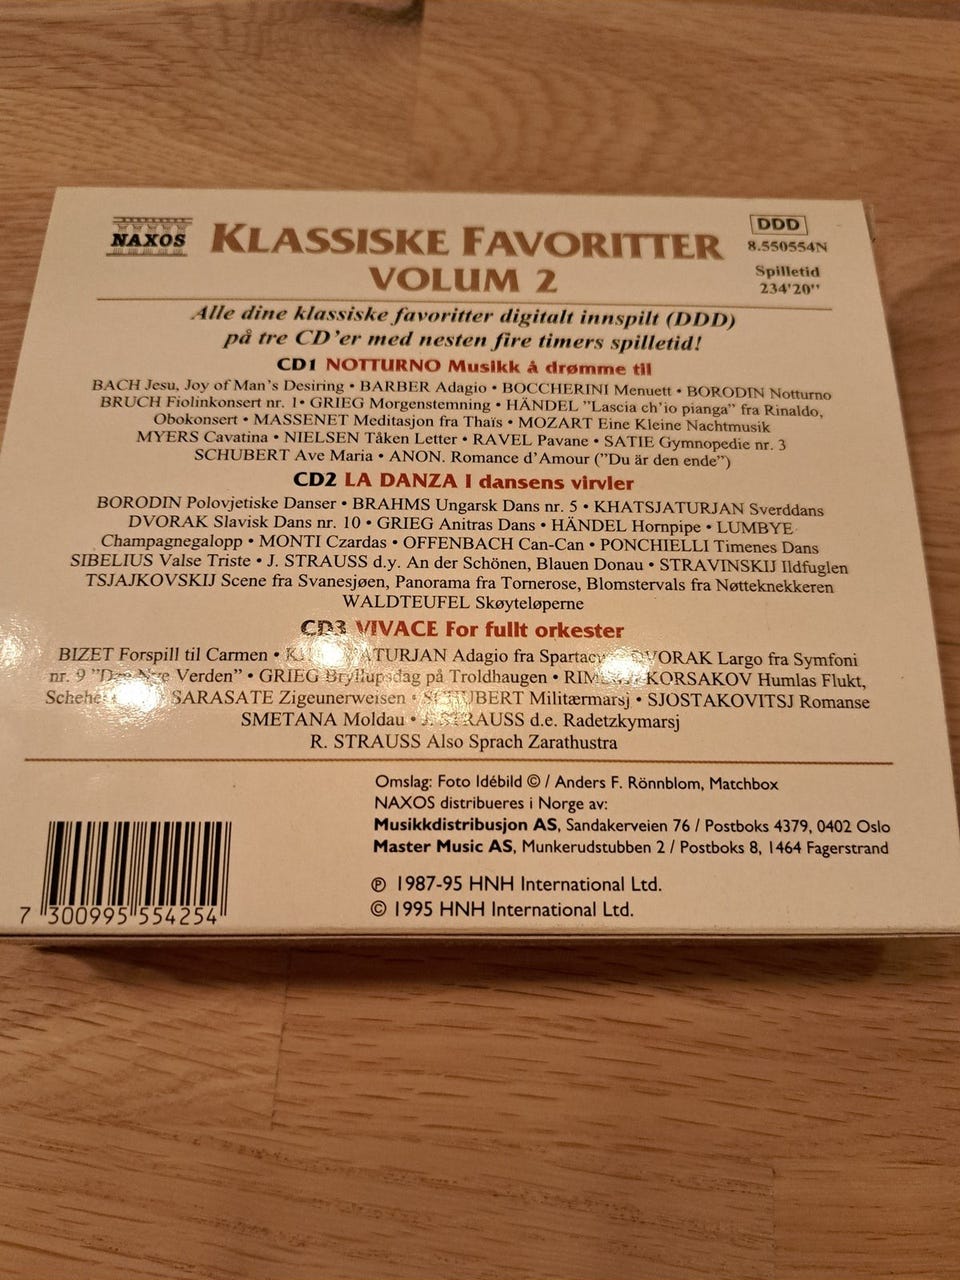 NAXOS
KLASSISKE FAVORITTER
VOLUM 2
DDD
8.550554N
Spilletid
234'20"
Alle dine klassiske favoritter digitalt innspilt (DDD)
på tre CD'er med nesten fire timers spilletid!
CD1 NOTTURNO Musikk å drømme til
BACH Jesu, Joy of Man's Desiring • BARBER Adagio • BOCCHERINI Menuett • BORODIN Notturno
BRUCH Fiolinkonsert nr. 1 • GRIEG Morgenstemning • HÄNDEL "Lascia ch'io pianga" fra Rinaldo,
Obokonsert • MASSENET Meditasjon fra Thaïs • MOZART Eine Kleine Nachtmusik
MYERS Cavatina • NIELSEN Tåken Letter • RAVEL Pavane • SATIE Gymnopedie nr. 3
SCHUBERT Ave Maria • ANON. Romance d'Amour ("Du är den ende")
CD2 LA DANZA I dansens virvler
BORODIN Polovjetiske Danser • BRAHMS Ungarsk Dans nr. 5 • KHATSJATURJAN Sverddans
DVORAK Slavisk Dans nr. 10 • GRIEG Anitras Dans • HÄNDEL Hornpipe • LUMBYE
Champagnegalopp • MONTI Czardas • OFFENBACH Can-Can • PONCHIELLI Timenes Dans
SIBELIUS Valse Triste • J. STRAUSS d.y. An der Schönen, Blauen Donau • STRAVINSKIJ Ildfuglen
TSJAJKOVSKIJ Scene fra Svanesjøen, Panorama fra Tornerose, Blomstervals fra Nøtteknekkeren
WALDTEUFEL Skøyteløperne
CD3 VIVACE For fullt orkester
BIZET Forspill til Carmen • Adagio fra DVORAK Largo fra Symfoni
nr. 9 Verden" • GRIEG Bryllupsdag på Troldhaugen • KORSAKOV Humlas Flukt,
SARASATE Zigeunerweisen • SCHUBERT Militærmarsj • SJOSTAKOVITSJ Romanse
SMETANA Moldau • J. STRAUSS d.e. Radetzkymarsj
R. STRAUSS Also Sprach Zarathustra
Omslag: Foto Idébild © / Anders F. Rönnblom, Matchbox
NAXOS distribueres i Norge av:
Musikkdistribusjon AS, Sandakerveien 76 / Postboks 4379, 0402 Oslo
Master Music AS, Munkerudstubben 2 / Postboks 8, 1464 Fagerstrand
℗ 1987-95 HNH International Ltd.
© 1995 HNH International Ltd.
7 300995 554254